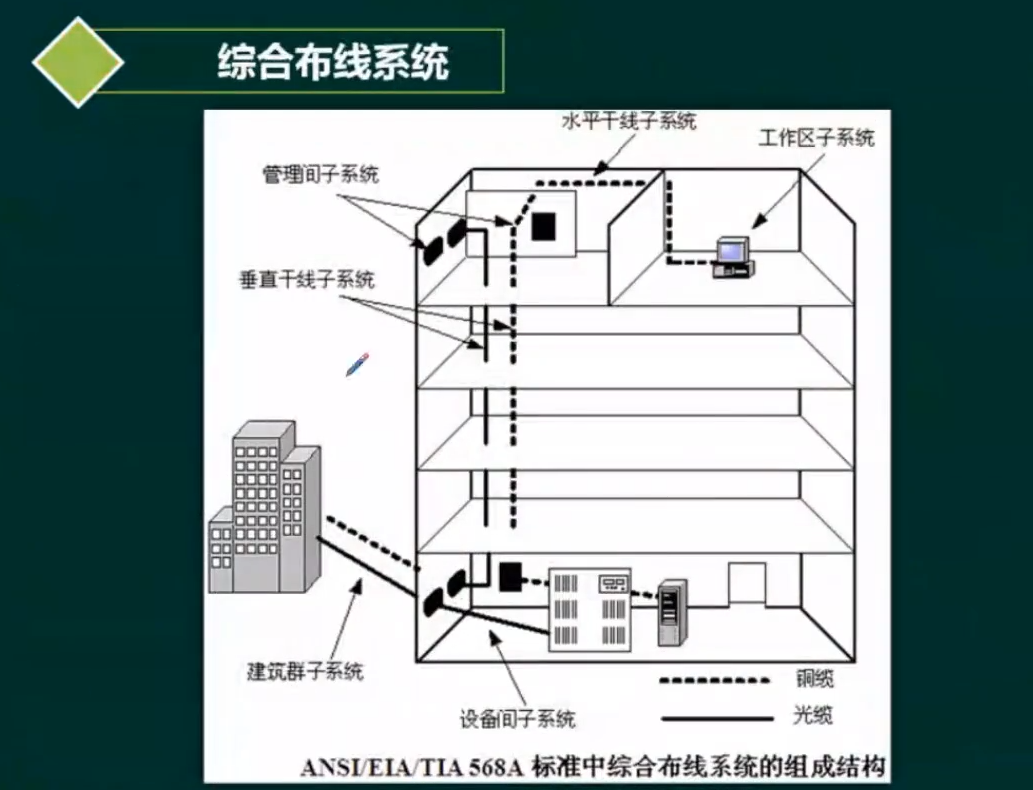 综合布线系统
水平干线子系统
工作区子系统
管理间子系统
垂直干线子系统
建筑群子系统
设备间子系统
铜缆
光缆
ANSI/EIA/TIA 568A 标准中综合布线系统的组成结构